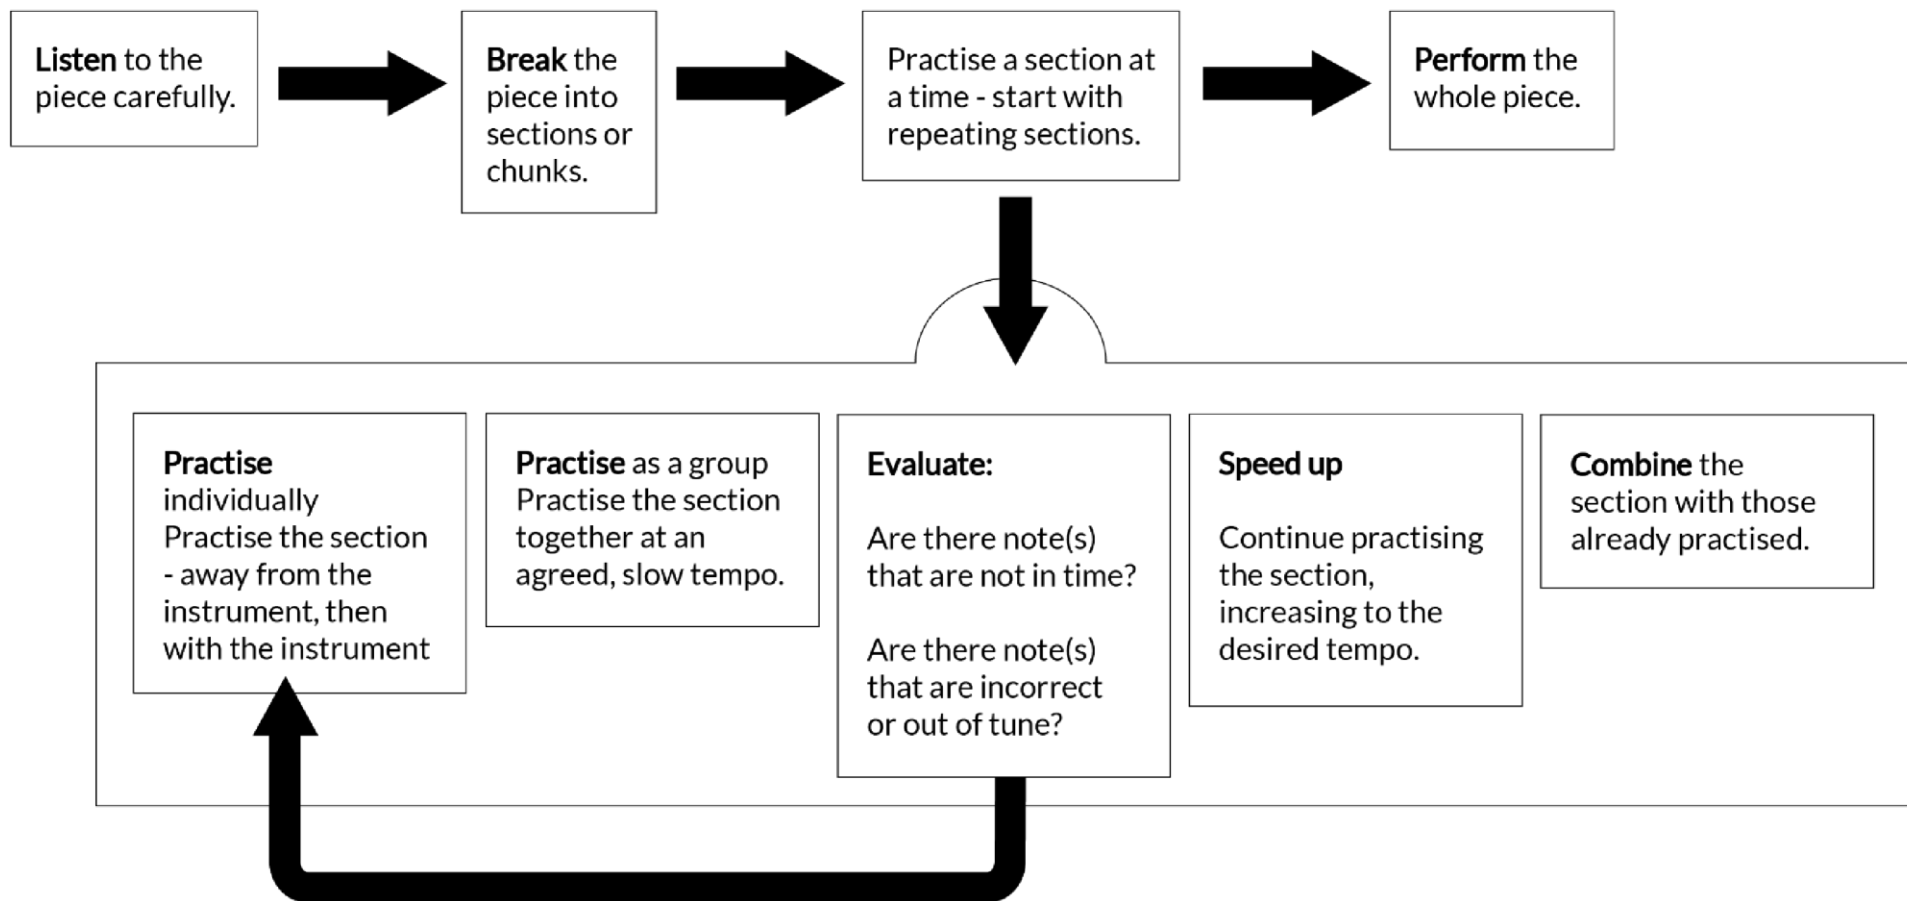 Listen to the
piece carefully.
Break the
piece into
sections or
chunks.
Practise a section at
a time - start with
repeating sections.
Perform the
whole piece.
Practise
individually
Practise the section
- away from the
instrument, then
with the instrument
Practise as a group
Practise the section
together at an
agreed, slow tempo.
Evaluate:
Are there note(s)
that are not in time?
Are there note(s)
that are incorrect
or out of tune?
Speed up
Continue practising
the section,
increasing to the
desired tempo.
Combine the
section with those
already practised.